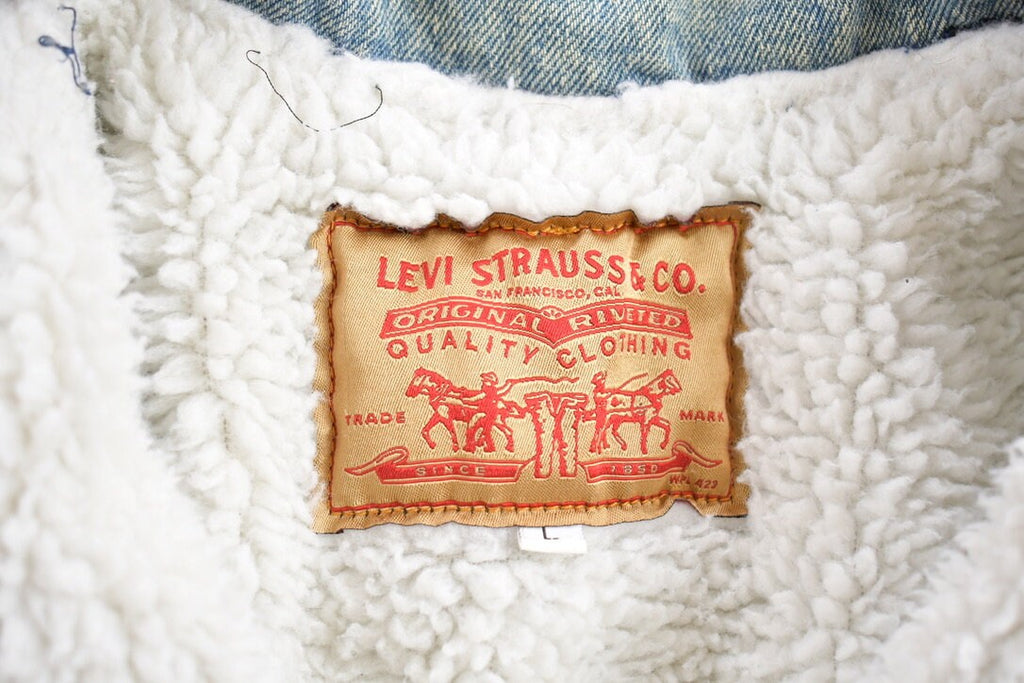 LEVI STRAUSS & CO.
SAN FRANCISCO, CAL
ORIGINAL RIVETED
QUALITY CLOTHING
TRADE MARK
SINCE 1850
WPL 423
L